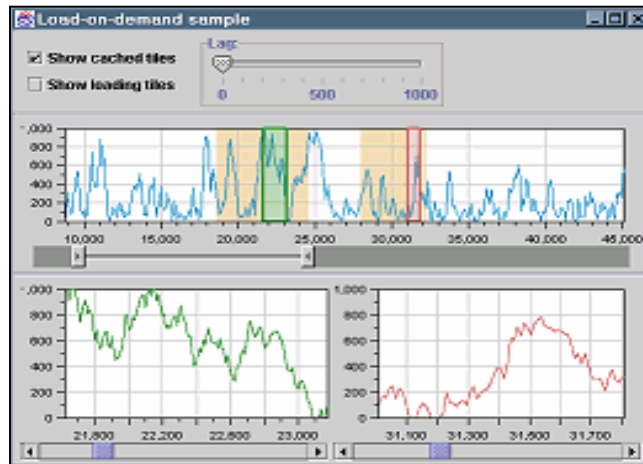 Load-on-demand sample
Lag:
Show cached tiles
Show loading tiles
0 500 1000
,000
800
600
400
200
0
10,000 15,000 20,000 25,000 30,000 35,000 40,000 45,000
,000 1,000
800 800
600 600
400 400
200 200
0 0
21,800 22,200 22,600 23,000 31,100 31,300 31,500 31,700